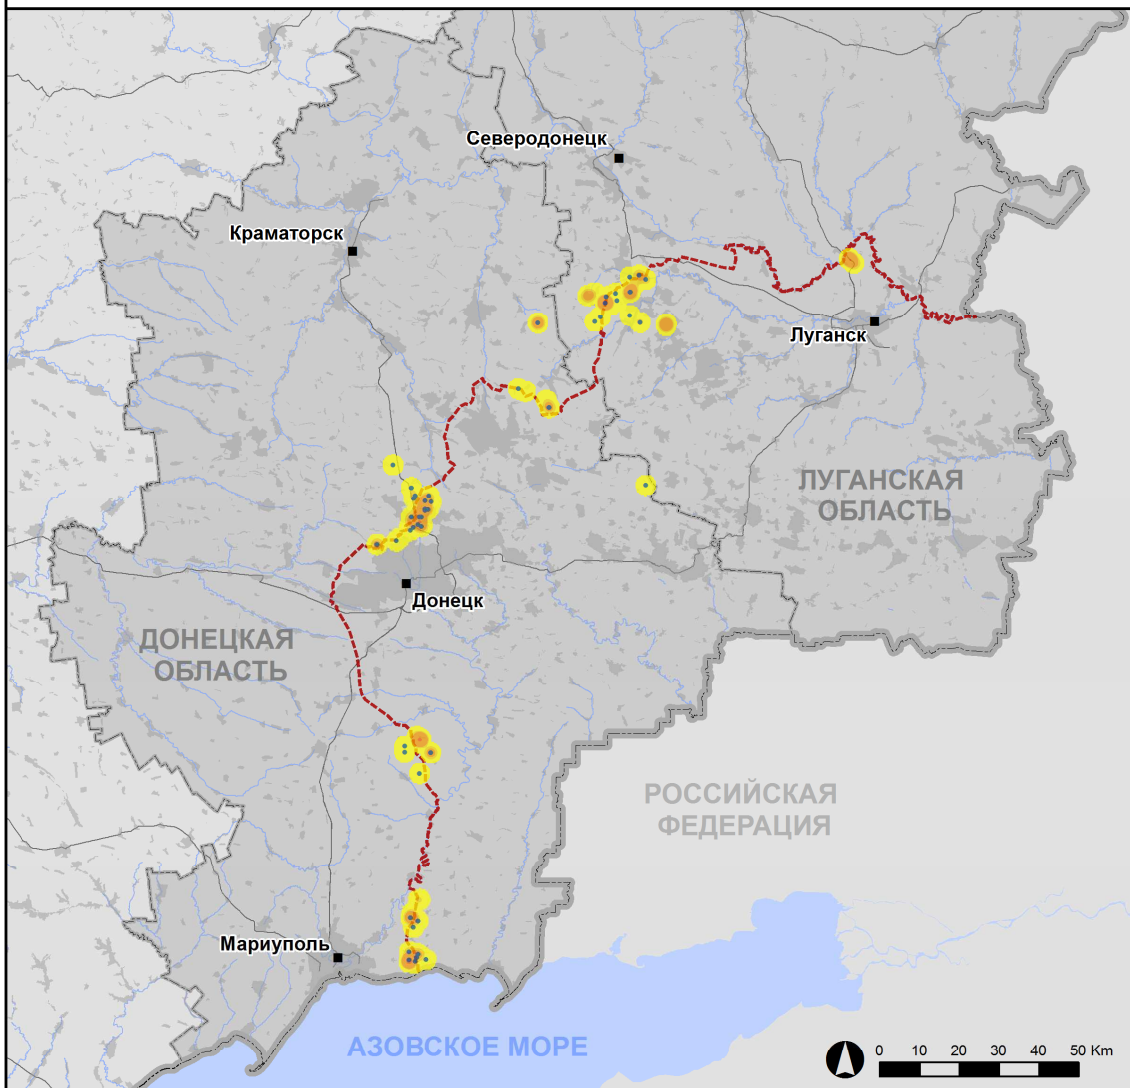 Северодонецк
Краматорск
Луганск
ЛУГАНСКАЯ
ОБЛАСТЬ
Донецк
ДОНЕЦКАЯ
ОБЛАСТЬ
РОССИЙСКАЯ
ФЕДЕРАЦИЯ
Мариуполь
АЗОВСКОЕ МОРЕ
0 10 20 30 40 50 Km